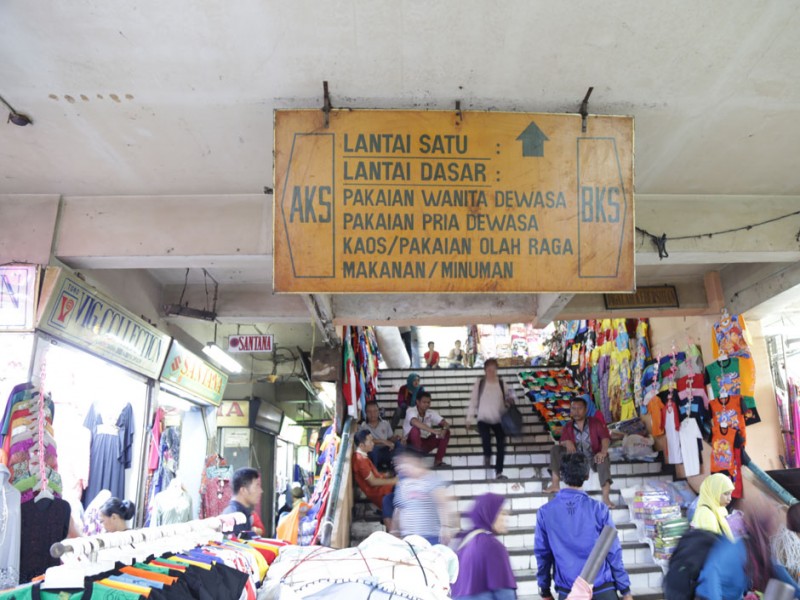 LANTAI SATU :
LANTAI DASAR :
PAKAIAN WANITA DEWASA
PAKAIAN PRIA DEWASA
KAOS/PAKAIAN OLAH RAGA
MAKANAN/MINUMAN
AKS
BKS
VIG COLLECTION
SANTANA
SANTANA